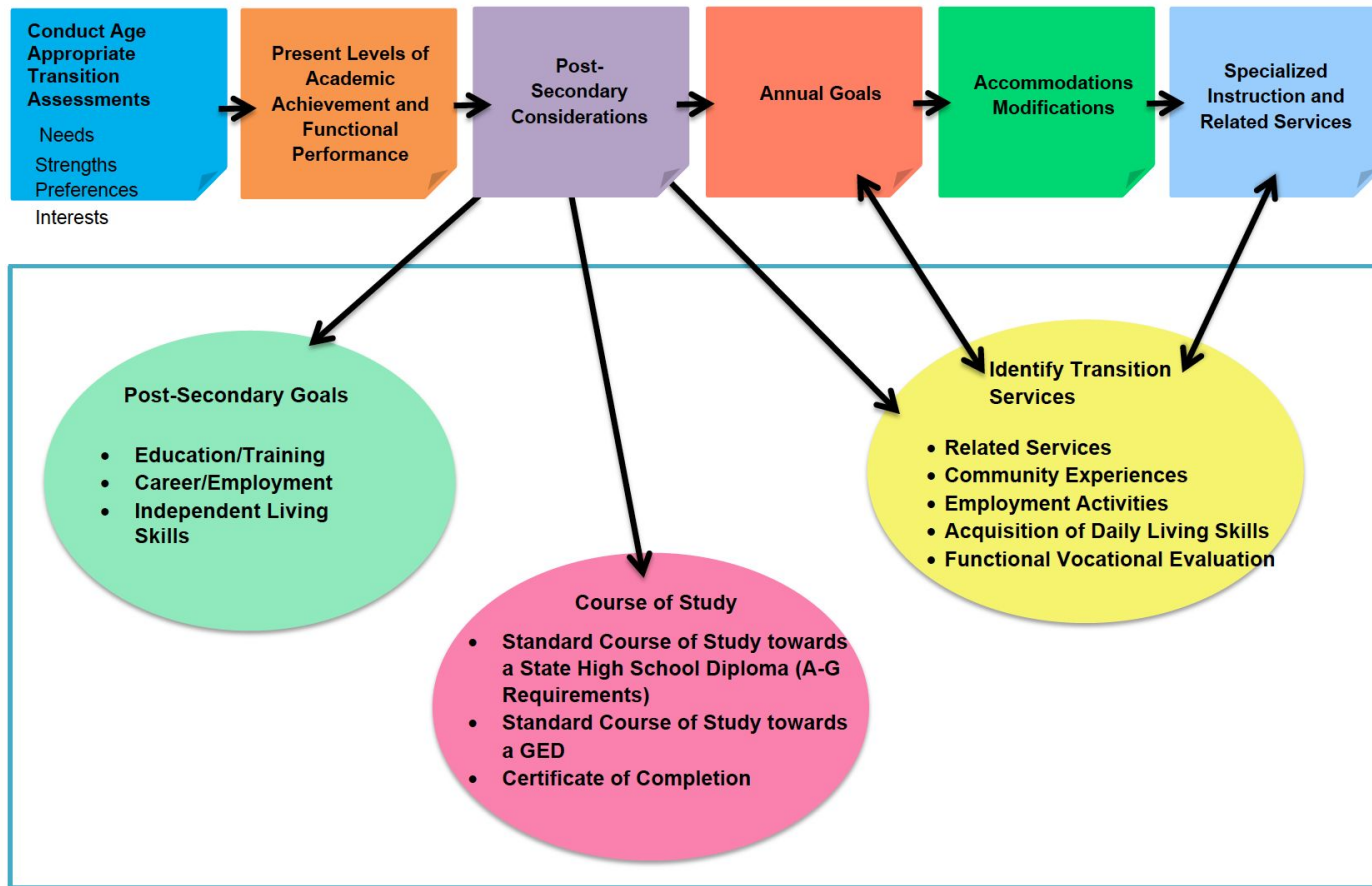 Conduct Age
Appropriate
Transition
Assessments
Needs
Strengths
Preferences
Interests
Present Levels of
Academic
Achievement and
Functional
Performance
Post-
Secondary
Considerations
Annual Goals
Accommodations
Modifications
Specialized
Instruction and
Related Services
Post-Secondary Goals
• Education/Training
• Career/Employment
• Independent Living
Skills
Course of Study
• Standard Course of Study towards
a State High School Diploma (A-G
Requirements)
• Standard Course of Study towards
a GED
• Certificate of Completion
Identify Transition
Services
• Related Services
• Community Experiences
• Employment Activities
• Acquisition of Daily Living Skills
• Functional Vocational Evaluation